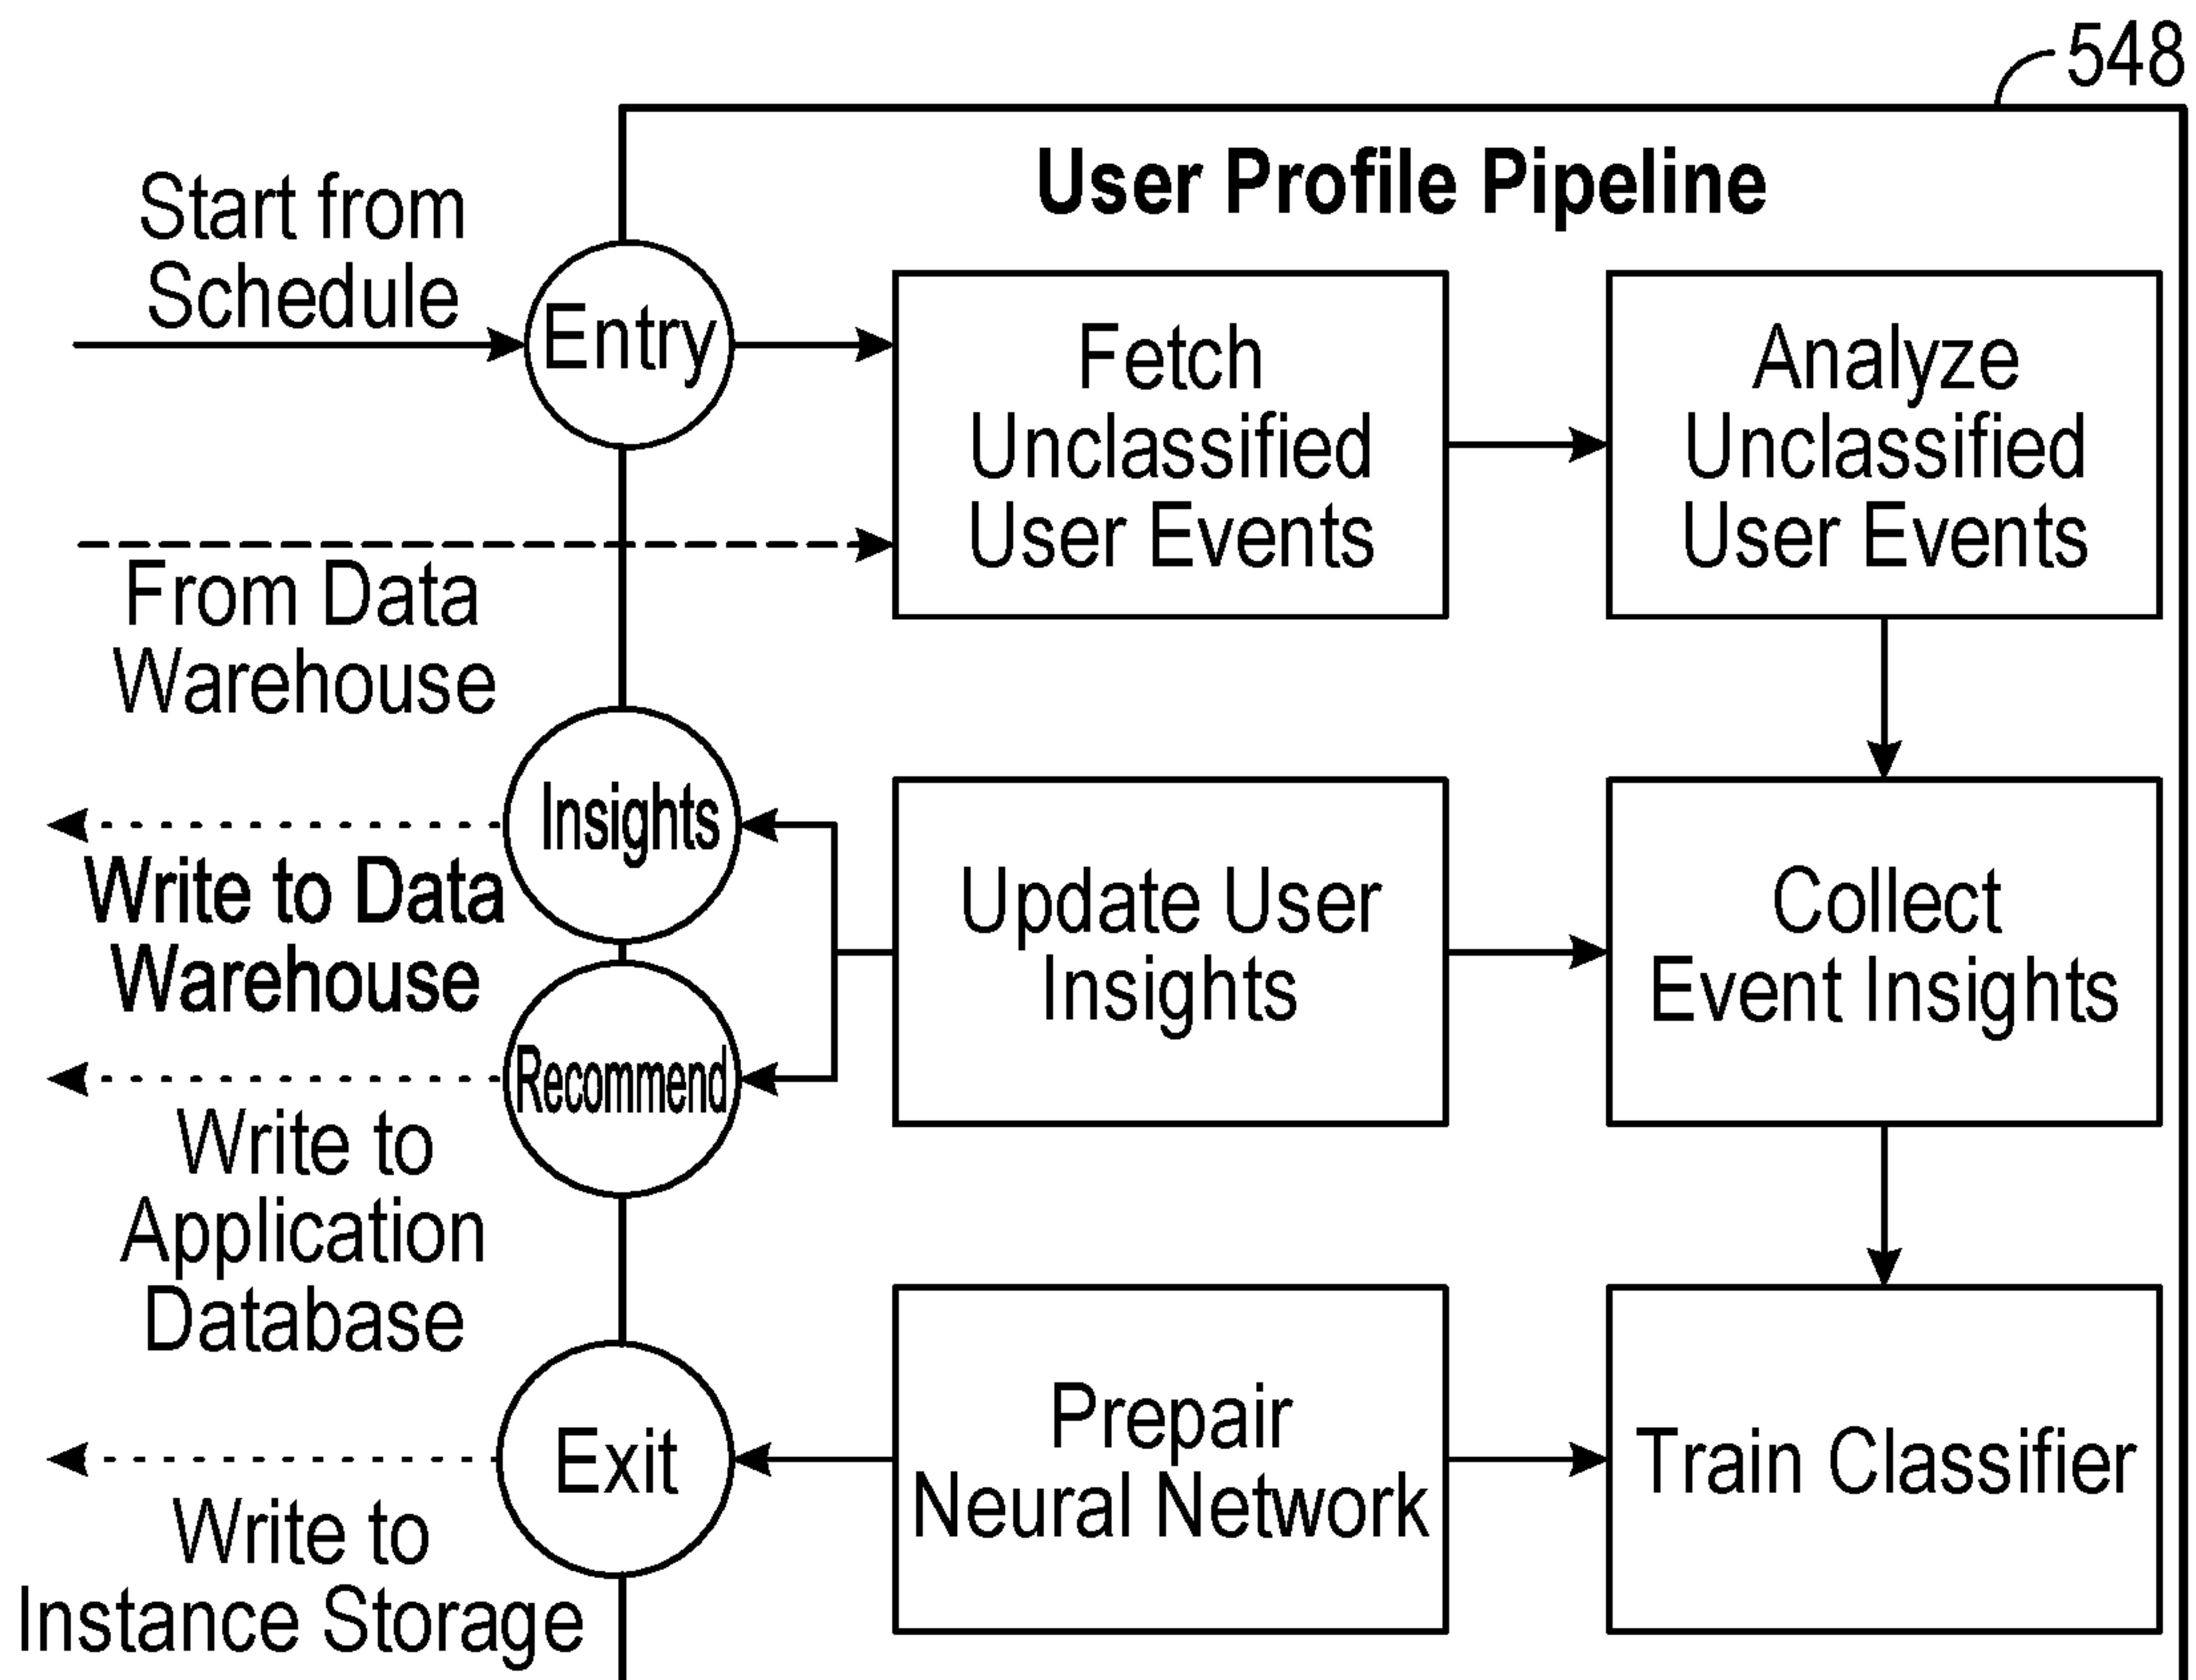 548
User Profile Pipeline
Start from
Schedule
Entry
Fetch
Unclassified
User Events
Analyze
Unclassified
User Events
From Data
Warehouse
Insights
Write to Data
Warehouse
Update User
Insights
Collect
Event Insights
Recommend
Write to
Application
Database
Exit
Prepair
Neural Network
Train Classifier
Write to
Instance Storage